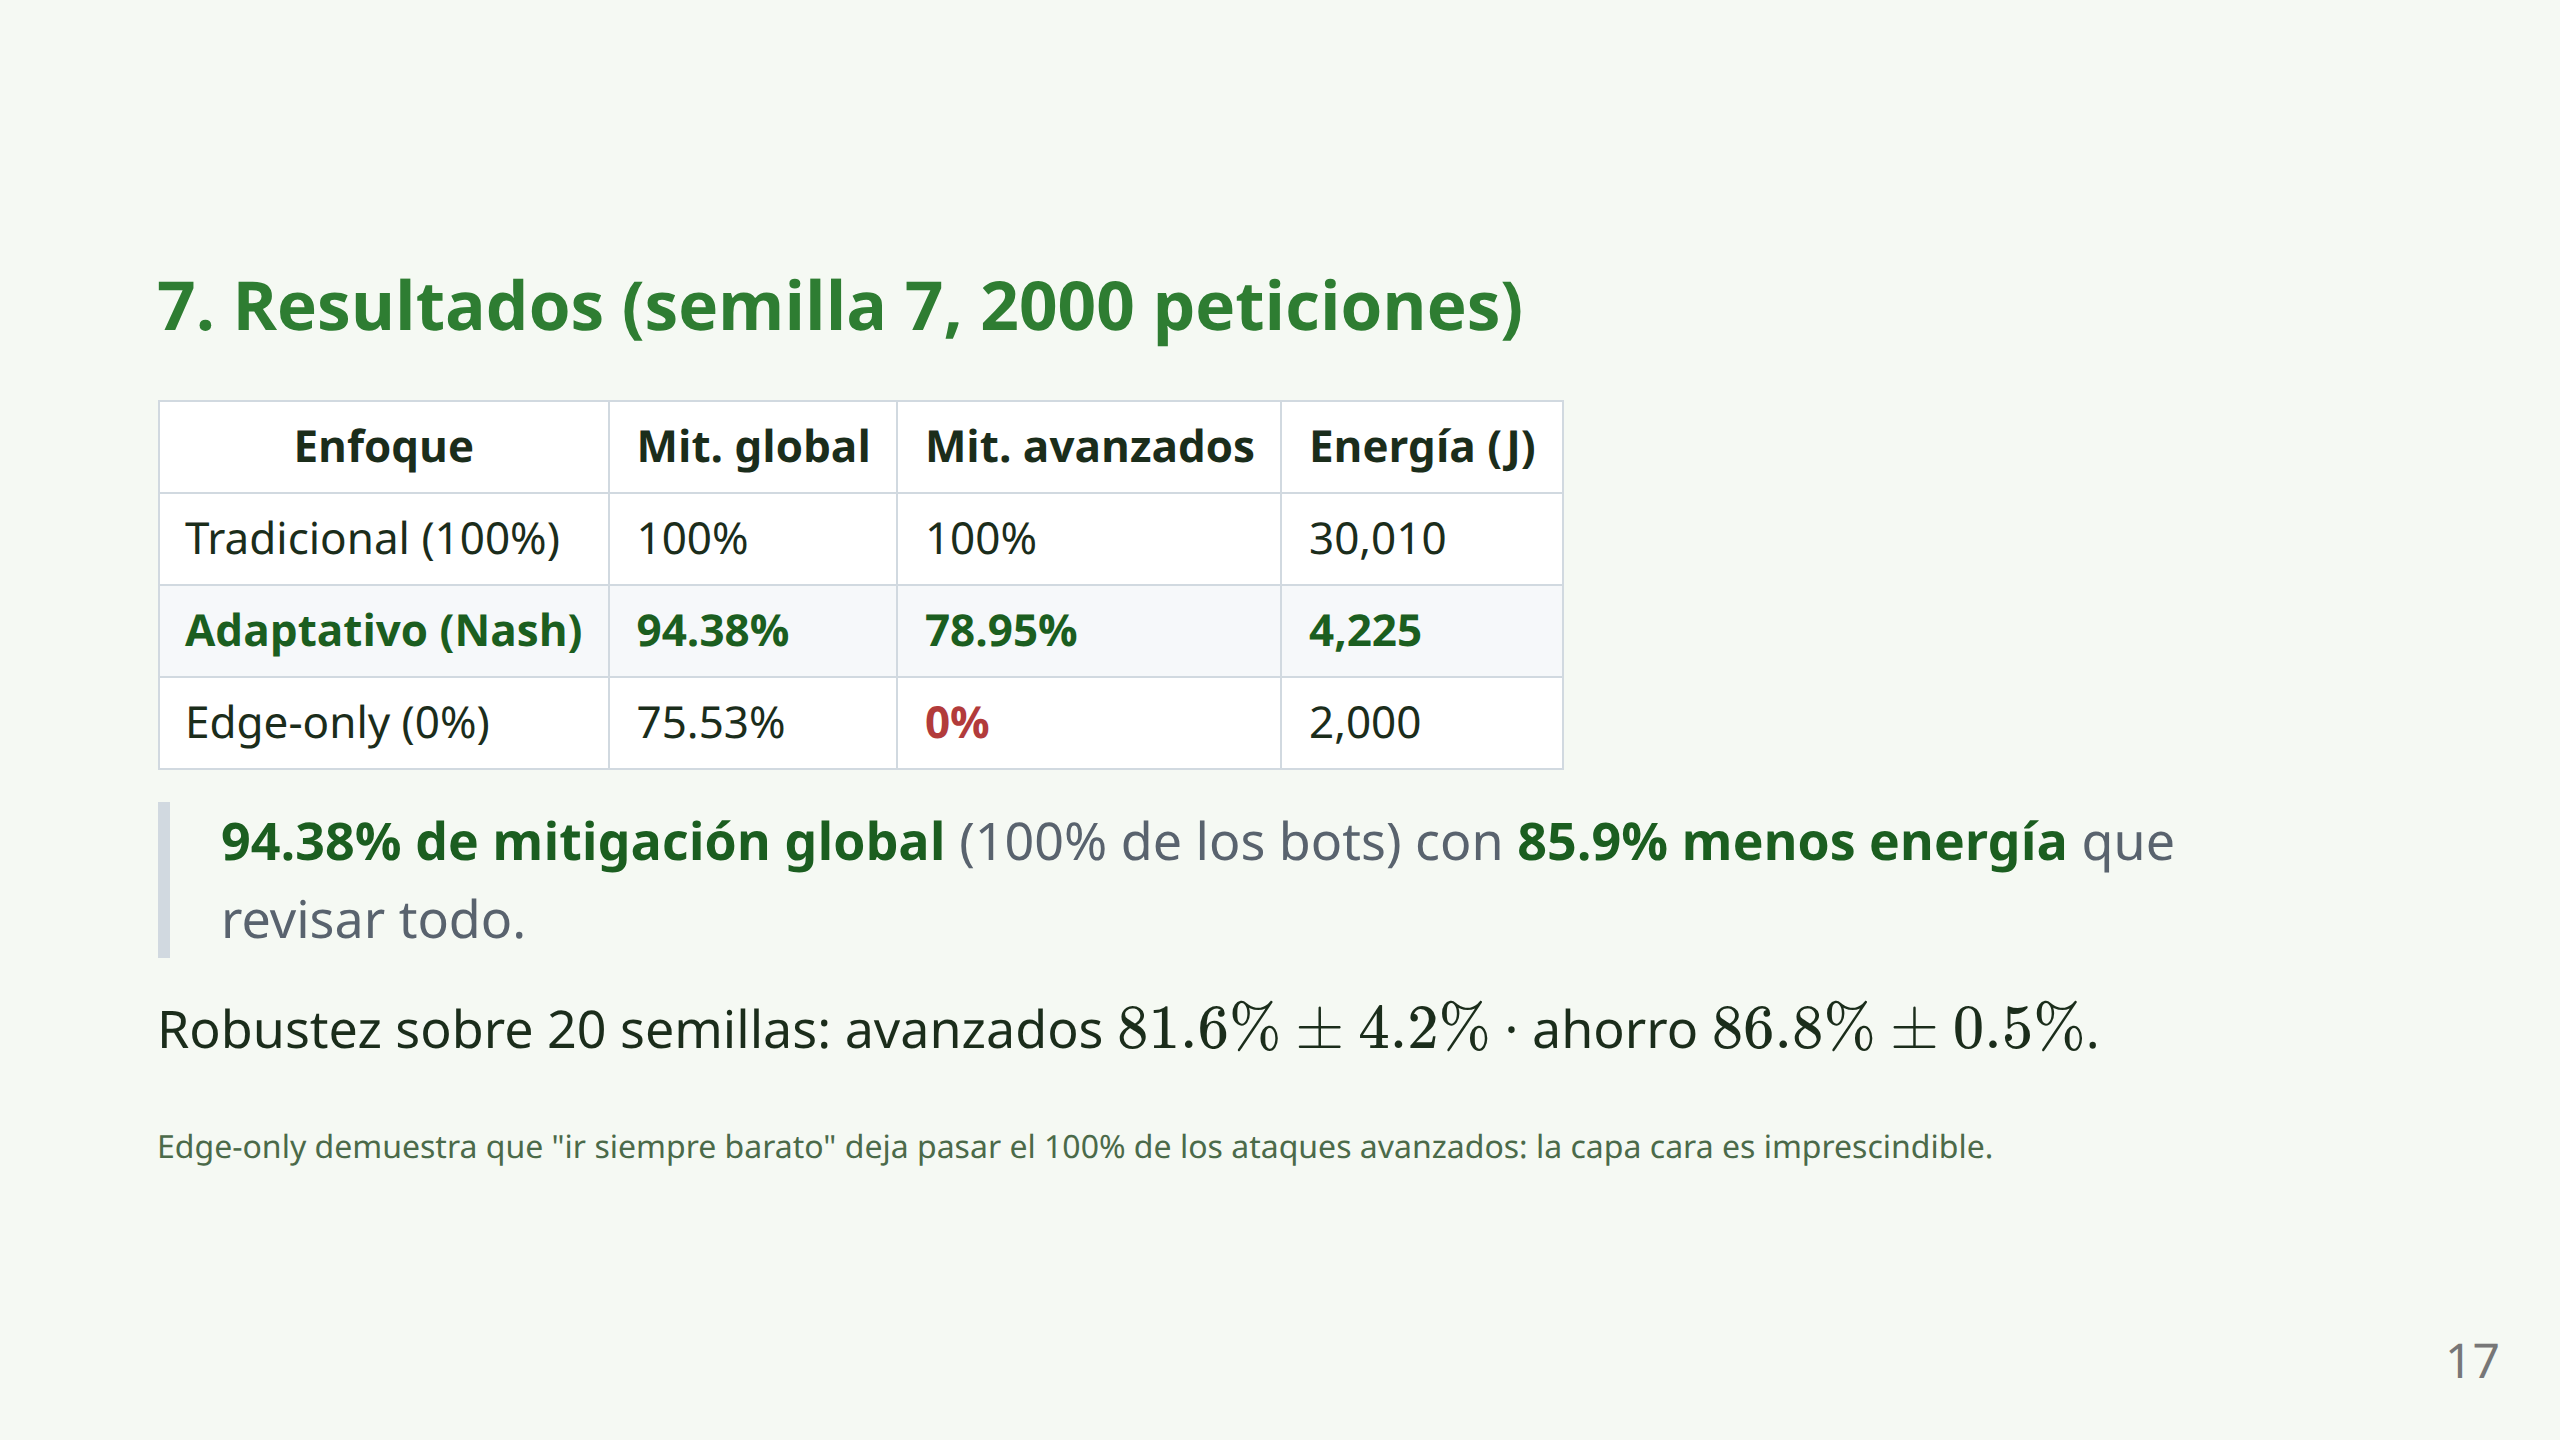 7. Resultados (semilla 7, 2000 peticiones)
Enfoque Mit. global Mit. avanzados Energía (J)
Tradicional (100%) 100% 100% 30,010
Adaptativo (Nash) 94.38% 78.95% 4,225
Edge-only (0%) 75.53% 0% 2,000
94.38% de mitigación global (100% de los bots) con 85.9% menos energía que
revisar todo.
Robustez sobre 20 semillas: avanzados 81.6% ± 4.2% · ahorro 86.8% ± 0.5%.
Edge-only demuestra que "ir siempre barato" deja pasar el 100% de los ataques avanzados: la capa cara es imprescindible.
17